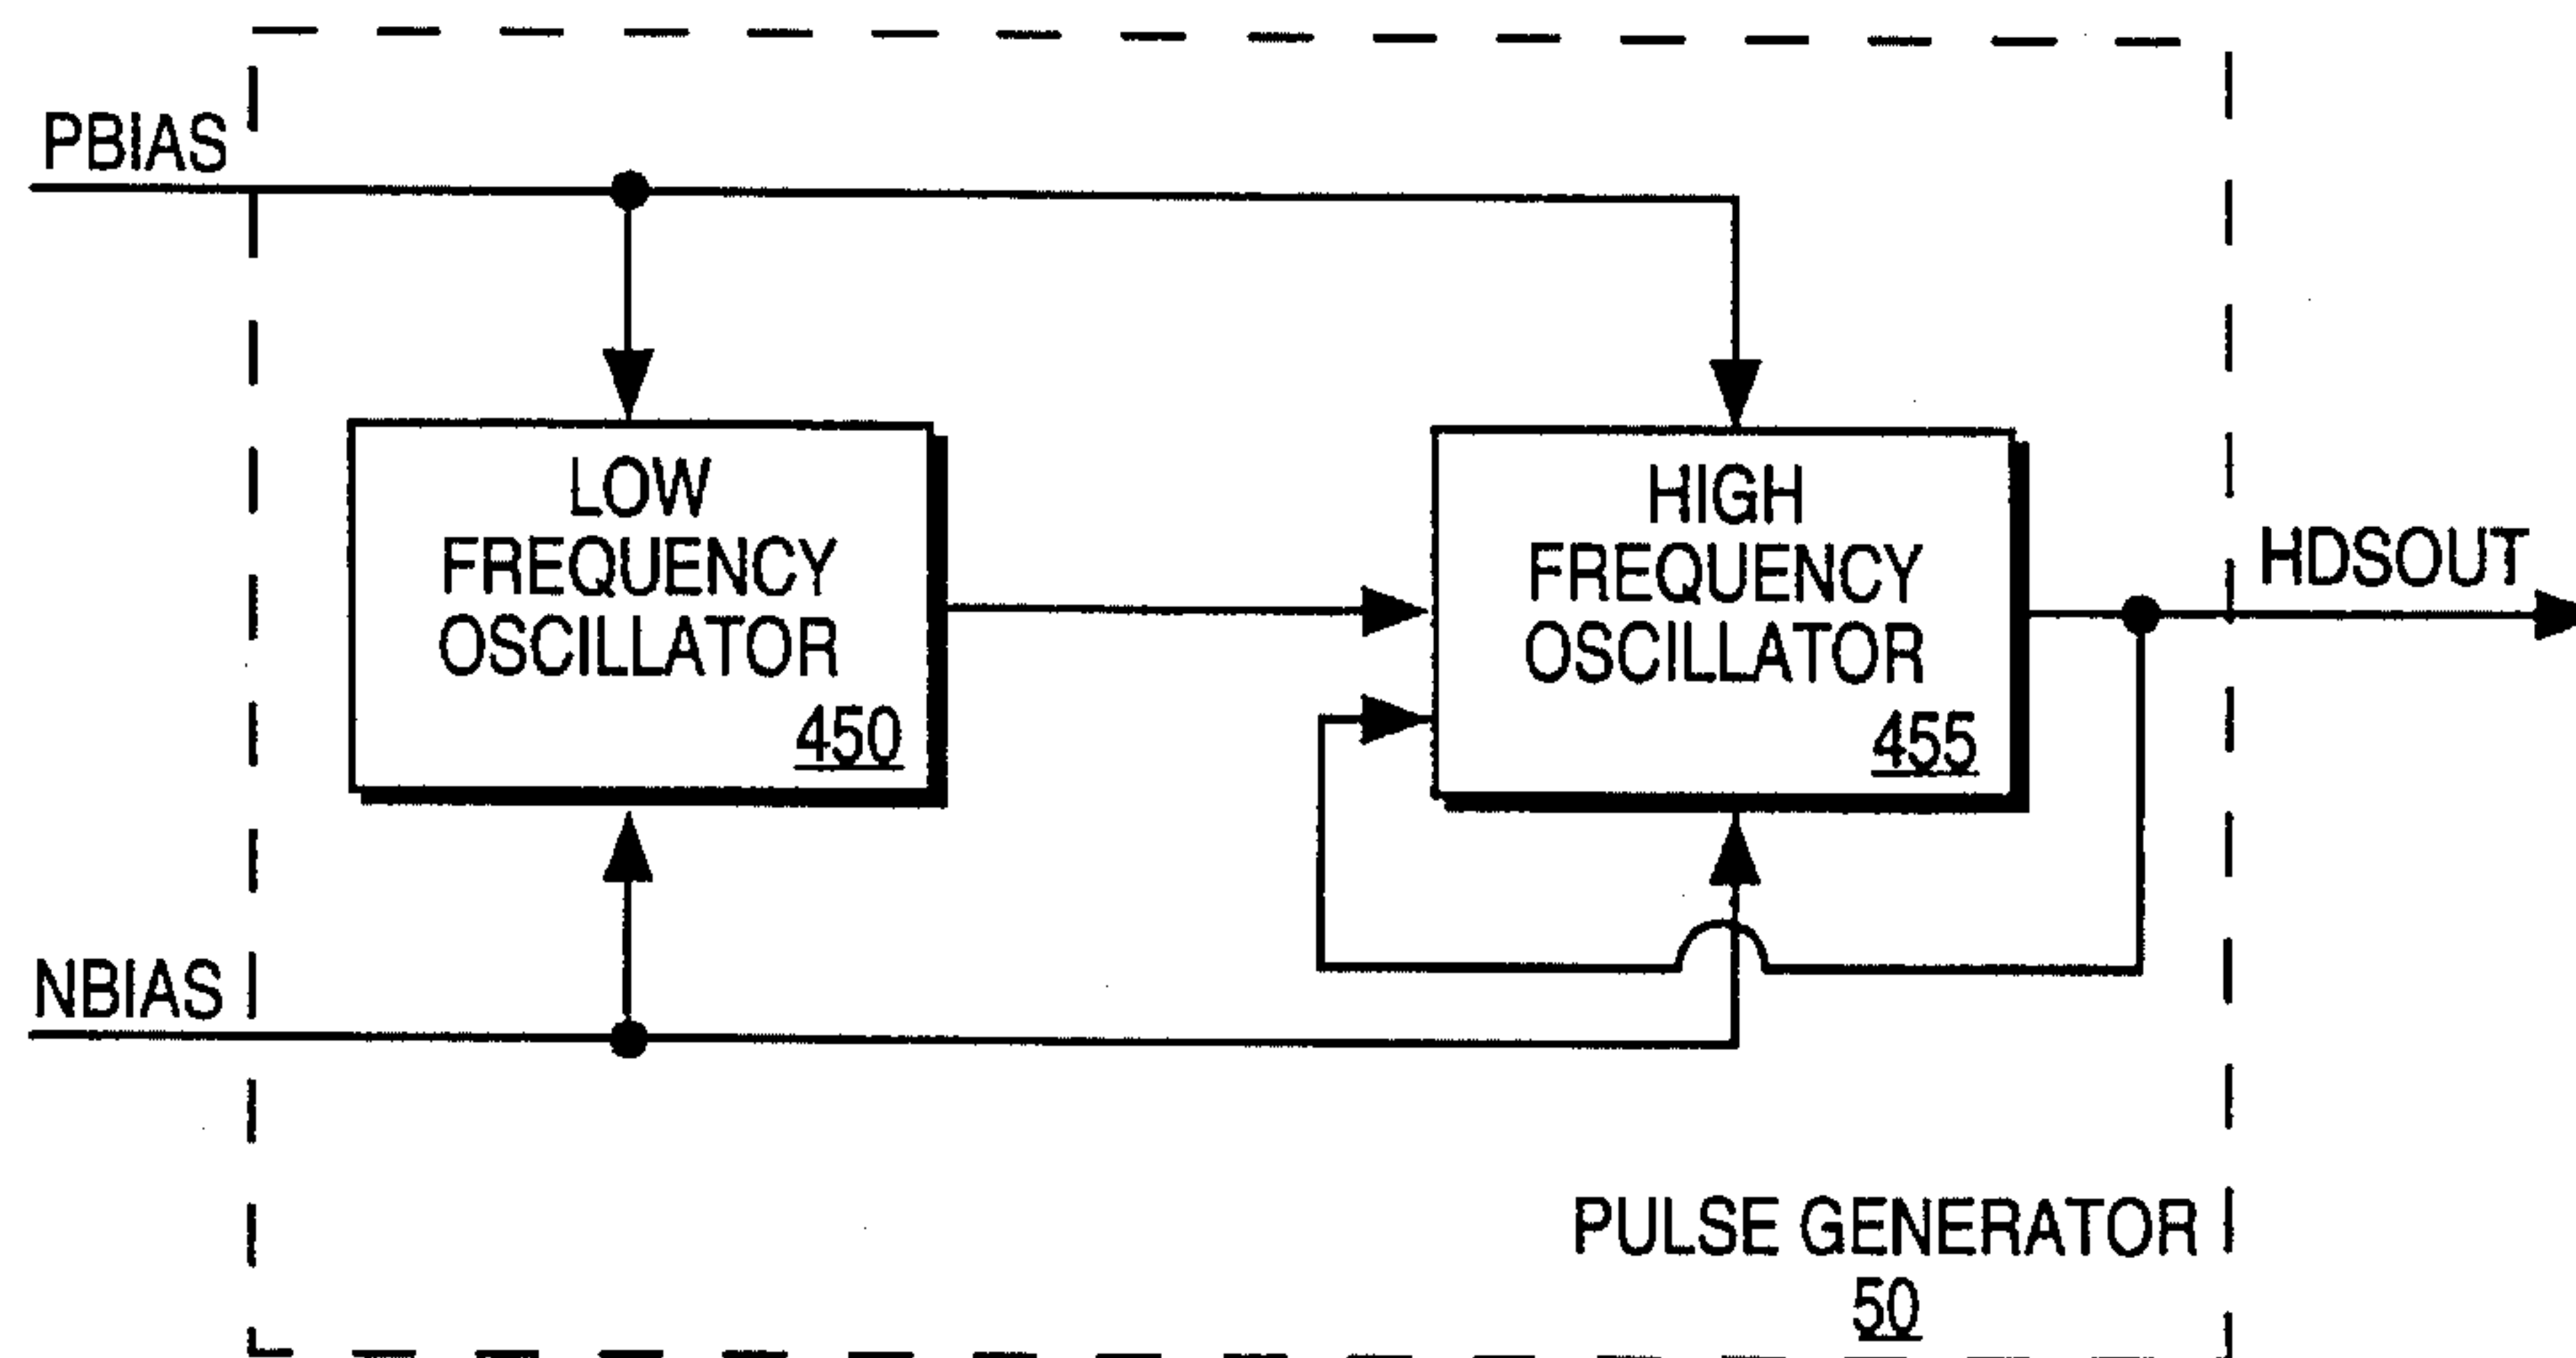 PBIAS
LOW
FREQUENCY
OSCILLATOR
450
HIGH
FREQUENCY
OSCILLATOR
455
HDSOUT
NBIAS
PULSE GENERATOR
50